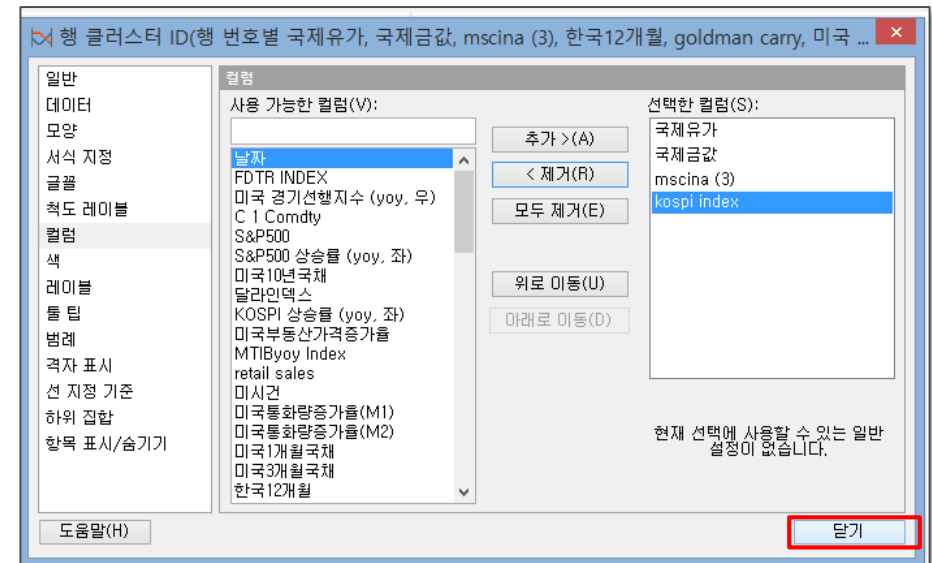 행 클러스터 ID(행 번호별 국제유가, 국제금값, mscina (3), 한국12개월, goldman carry, 미국 ...
일반
데이터
모양
서식 지정
글꼴
척도 레이블
컬럼
색
레이블
툴 팁
범례
격자 표시
선 지정 기준
하위 집합
항목 표시/숨기기
컬럼
사용 가능한 컬럼(V):
날짜
FDTR INDEX
미국 경기선행지수 (yoy, 우)
C 1 Comdty
S&P500
S&P500 상승률 (yoy, 좌)
미국10년국채
달라인덱스
KOSPI 상승률 (yoy, 좌)
미국부동산가격증가율
MTIByoy Index
retail sales
미시건
미국통화량증가율(M1)
미국통화량증가율(M2)
미국1개월국채
미국3개월국채
한국12개월
추가 >(A)
< 제거(R)
모두 제거(E)
위로 이동(U)
아래로 이동(D)
선택한 컬럼(S):
국제유가
국제금값
mscina (3)
kospi index
현재 선택에 사용할 수 있는 일반
설정이 없습니다.
도움말(H)
닫기